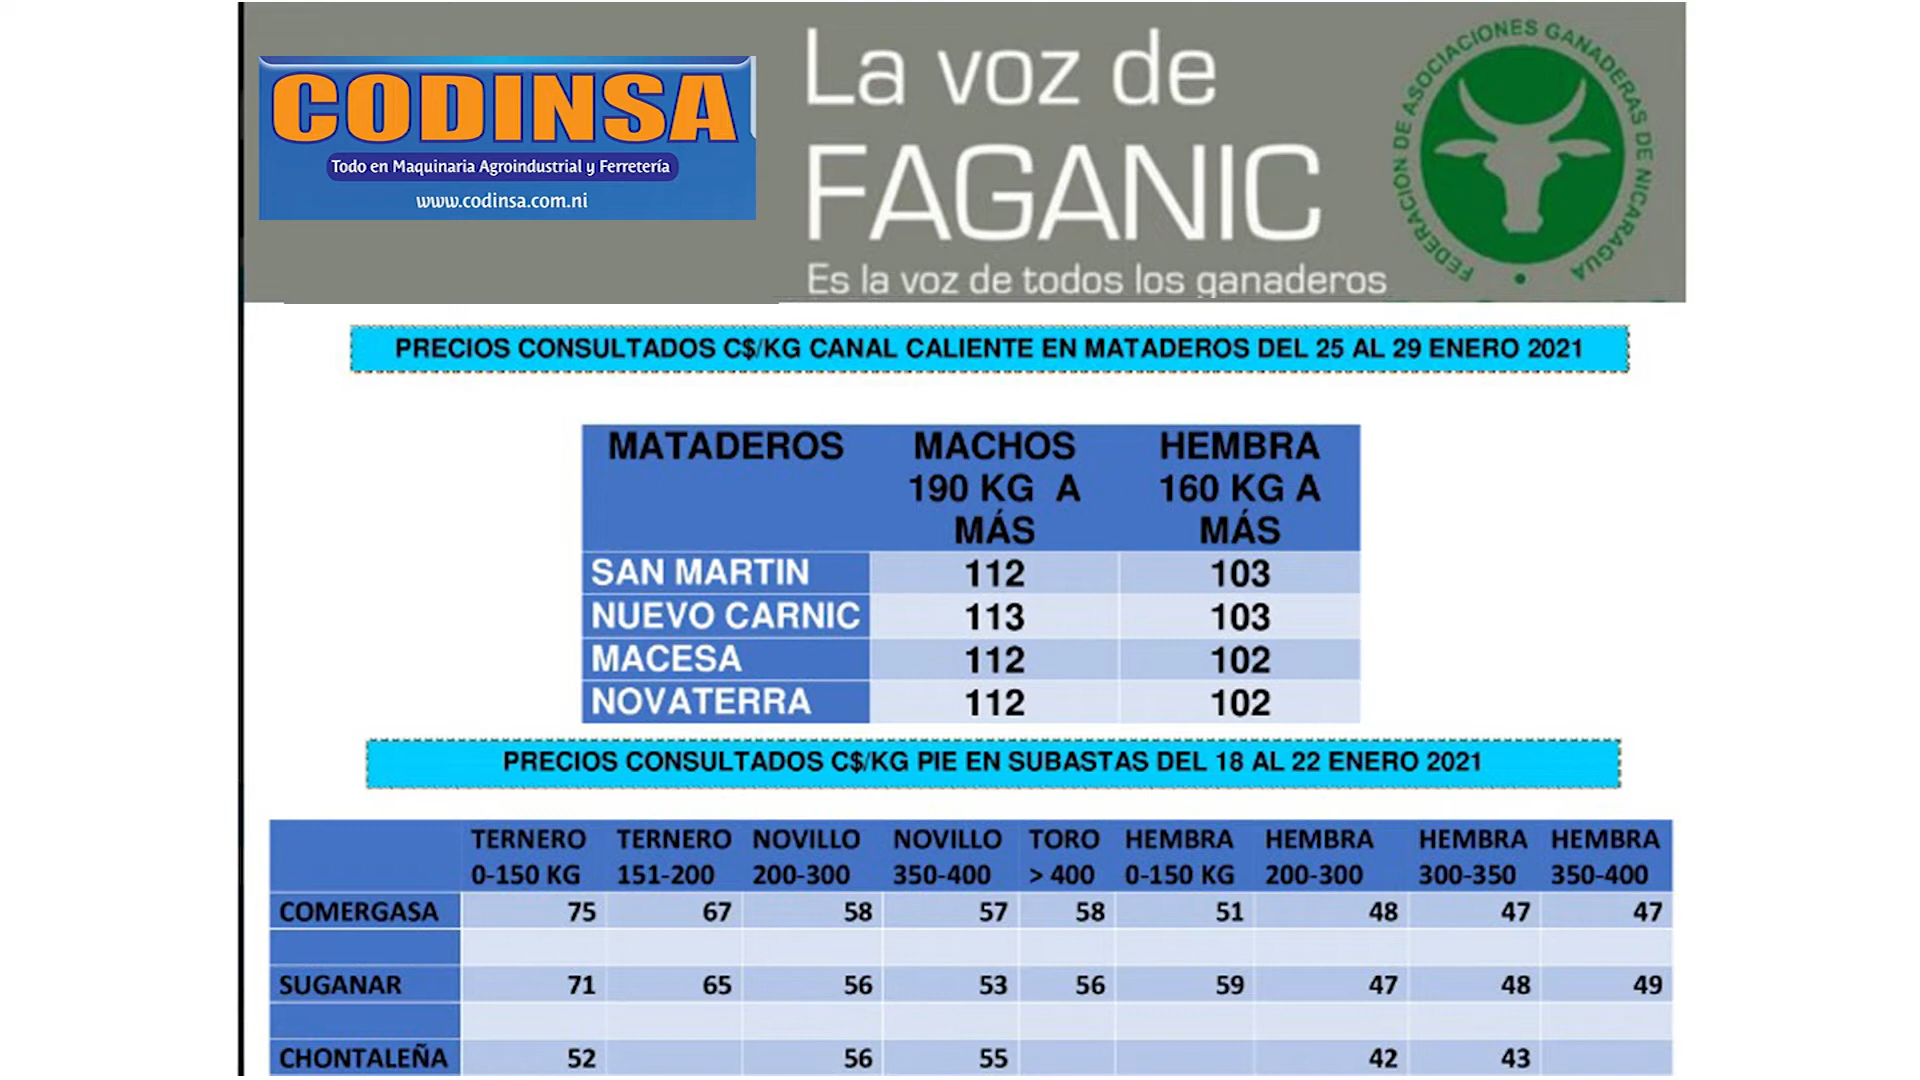 CODINSA
Todo en Maquinaria Agroindustrial y Ferretería
www.codinsa.com.ni
La voz de
FAGANIC
Es la voz de todos los ganaderos
FEDERACIÓN DE ASOCIACIONES GANADERAS DE NICARAGUA
PRECIOS CONSULTADOS C$/KG CANAL CALIENTE EN MATADEROS DEL 25 AL 29 ENERO 2021
MATADEROS MACHOS HEMBRA
190 KG A 160 KG A
MÁS MÁS
SAN MARTIN 112 103
NUEVO CARNIC 113 103
MACESA 112 102
NOVATERRA 112 102
PRECIOS CONSULTADOS C$/KG PIE EN SUBASTAS DEL 18 AL 22 ENERO 2021
TERNERO TERNERO NOVILLO NOVILLO TORO HEMBRA HEMBRA HEMBRA HEMBRA
0-150 KG 151-200 200-300 350-400 > 400 0-150 KG 200-300 300-350 350-400
COMERGASA 75 67 58 57 58 51 48 47 47
SUGANAR 71 65 56 53 56 59 47 48 49
CHONTALEÑA 52 56 55 42 43